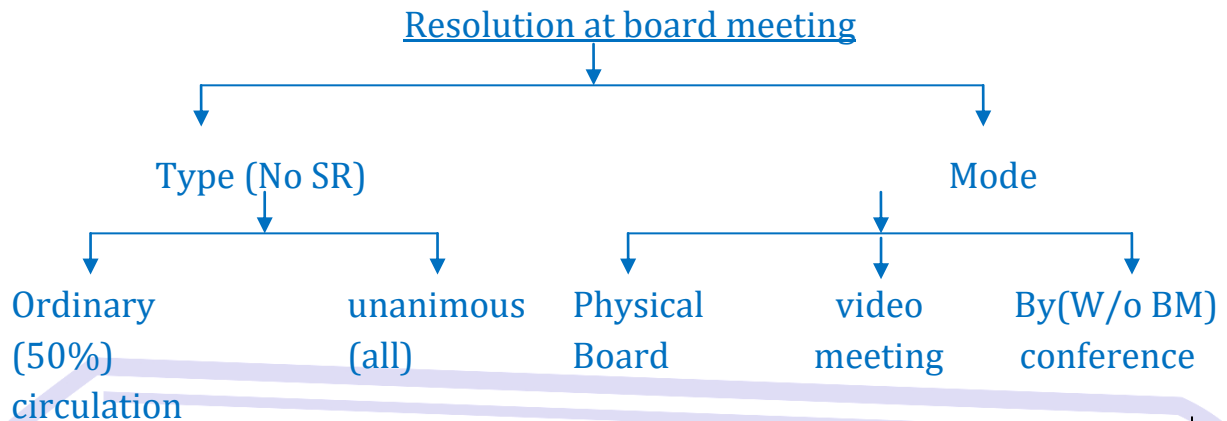 Resolution at board meeting
Type (No SR) Mode
Ordinary unanimous Physical video By(W/o BM)
(50%) (all) Board meeting conference
circulation